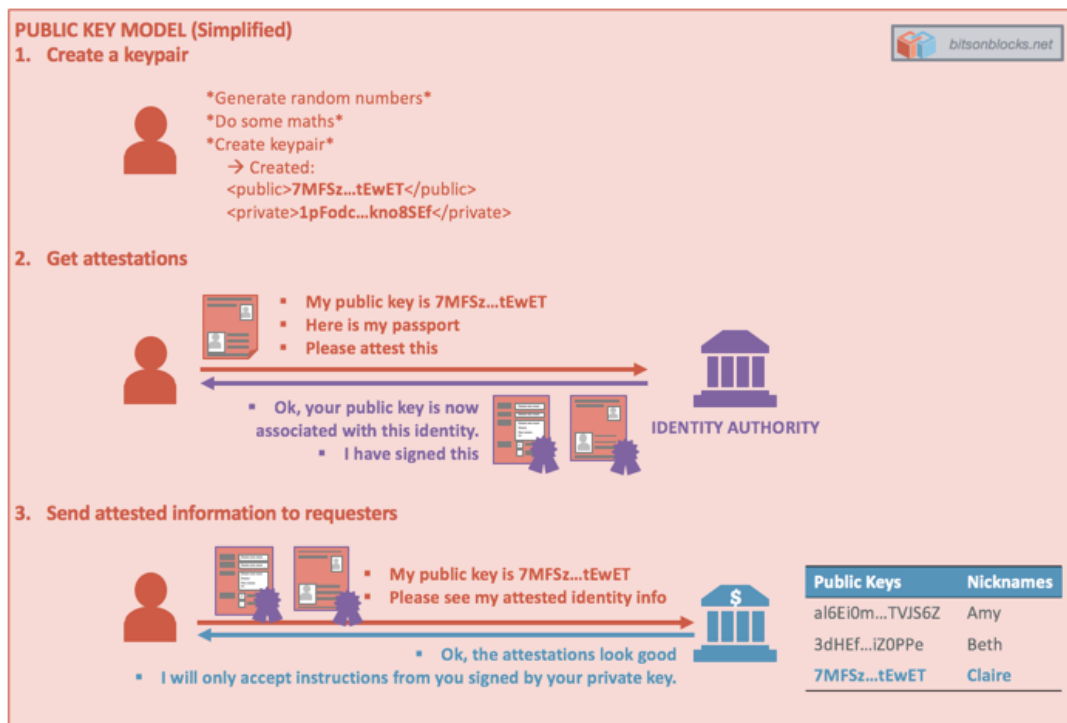 PUBLIC KEY MODEL (Simplified)
1. Create a keypair
bitsonblocks.net
*Generate random numbers*
*Do some maths*
*Create keypair*
→ Created:
<public>7MFSz...tEwET</public>
<private>1pFodc...kno8SEf</private>
2. Get attestations
▪ My public key is 7MFSz...tEwET
▪ Here is my passport
▪ Please attest this
▪ Ok, your public key is now
associated with this identity.
▪ I have signed this
IDENTITY AUTHORITY
3. Send attested information to requesters
▪ My public key is 7MFSz...tEwET
▪ Please see my attested identity info
$
▪ Ok, the attestations look good
▪ I will only accept instructions from you signed by your private key.
Public Keys Nicknames
al6Ei0m...TVJS6Z Amy
3dHEf...iZ0PPe Beth
7MFSz...tEwET Claire